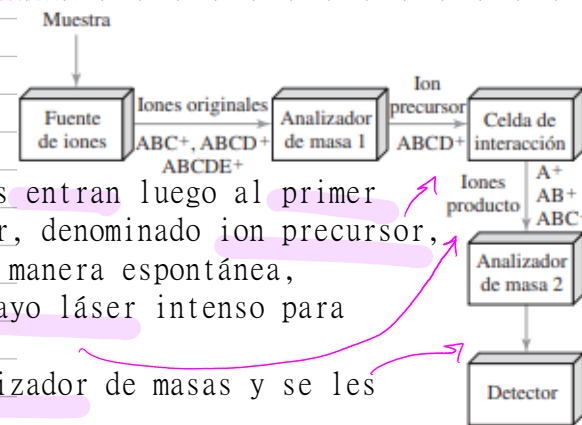 Muestra
Fuente
de iones
Iones originales
ABC+, ABCD+
ABCDE+
Analizador
de masa 1
Ion
precursor
ABCD+
Celda de
interacción
Iones
producto
A+
AB+
ABC+
Analizador
de masa 2
Detector
s entran luego al primer
r, denominado ion precursor,
manera espontánea,
ayo láser intenso para
izador de masas y se les